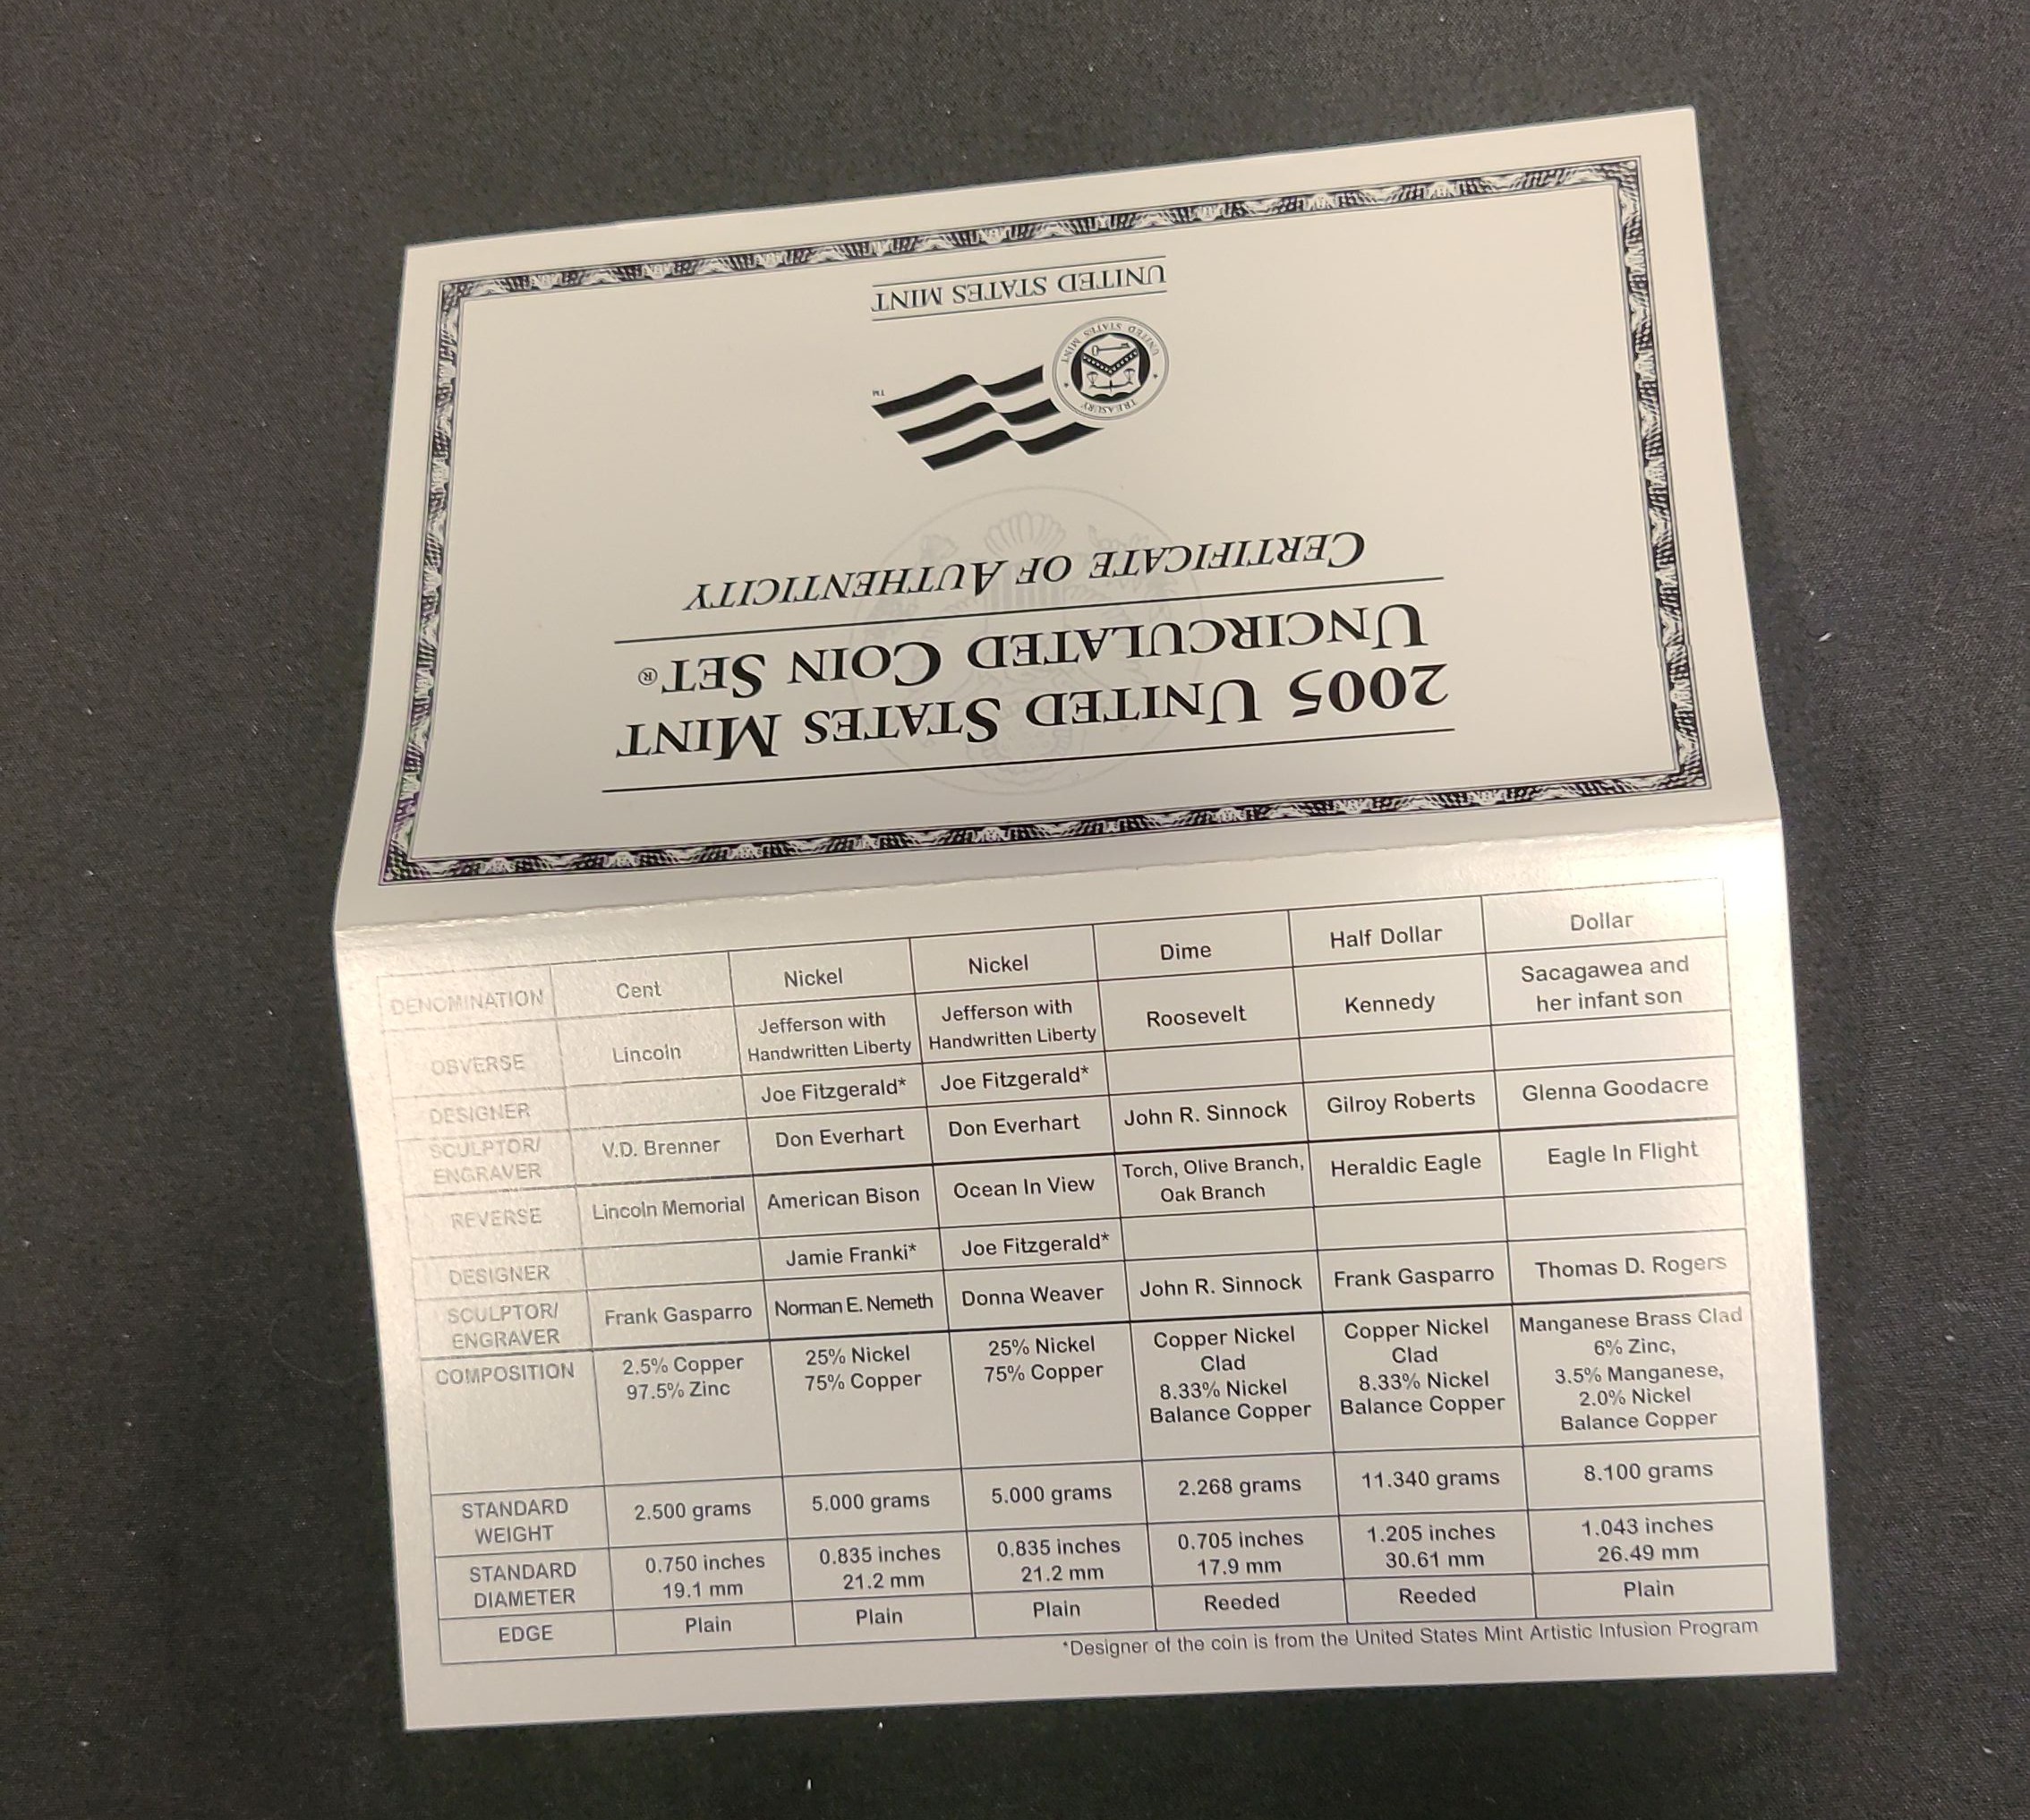 2005 United States Mint
Uncirculated Coin Set®
Certificate of Authenticity
TREASURY
UNITED STATES MINT
TM
UNITED STATES MINT
DENOMINATION Cent Nickel Nickel Dime Half Dollar Dollar
OBVERSE Lincoln Jefferson with Handwritten Liberty Jefferson with Handwritten Liberty Roosevelt Kennedy Sacagawea and her infant son
DESIGNER Joe Fitzgerald* Joe Fitzgerald*
SCULPTOR/ ENGRAVER V.D. Brenner Don Everhart Don Everhart John R. Sinnock Gilroy Roberts Glenna Goodacre
REVERSE Lincoln Memorial American Bison Ocean In View Torch, Olive Branch, Oak Branch Heraldic Eagle Eagle In Flight
DESIGNER Jamie Franki* Joe Fitzgerald*
SCULPTOR/ ENGRAVER Frank Gasparro Norman E. Nemeth Donna Weaver John R. Sinnock Frank Gasparro Thomas D. Rogers
COMPOSITION 2.5% Copper 97.5% Zinc 25% Nickel 75% Copper 25% Nickel 75% Copper Copper Nickel Clad 8.33% Nickel Balance Copper Copper Nickel Clad 8.33% Nickel Balance Copper Manganese Brass Clad 6% Zinc, 3.5% Manganese, 2.0% Nickel Balance Copper
STANDARD WEIGHT 2.500 grams 5.000 grams 5.000 grams 2.268 grams 11.340 grams 8.100 grams
STANDARD DIAMETER 0.750 inches 19.1 mm 0.835 inches 21.2 mm 0.835 inches 21.2 mm 0.705 inches 17.9 mm 1.205 inches 30.61 mm 1.043 inches 26.49 mm
EDGE Plain Plain Plain Reeded Reeded Plain
*Designer of the coin is from the United States Mint Artistic Infusion Program